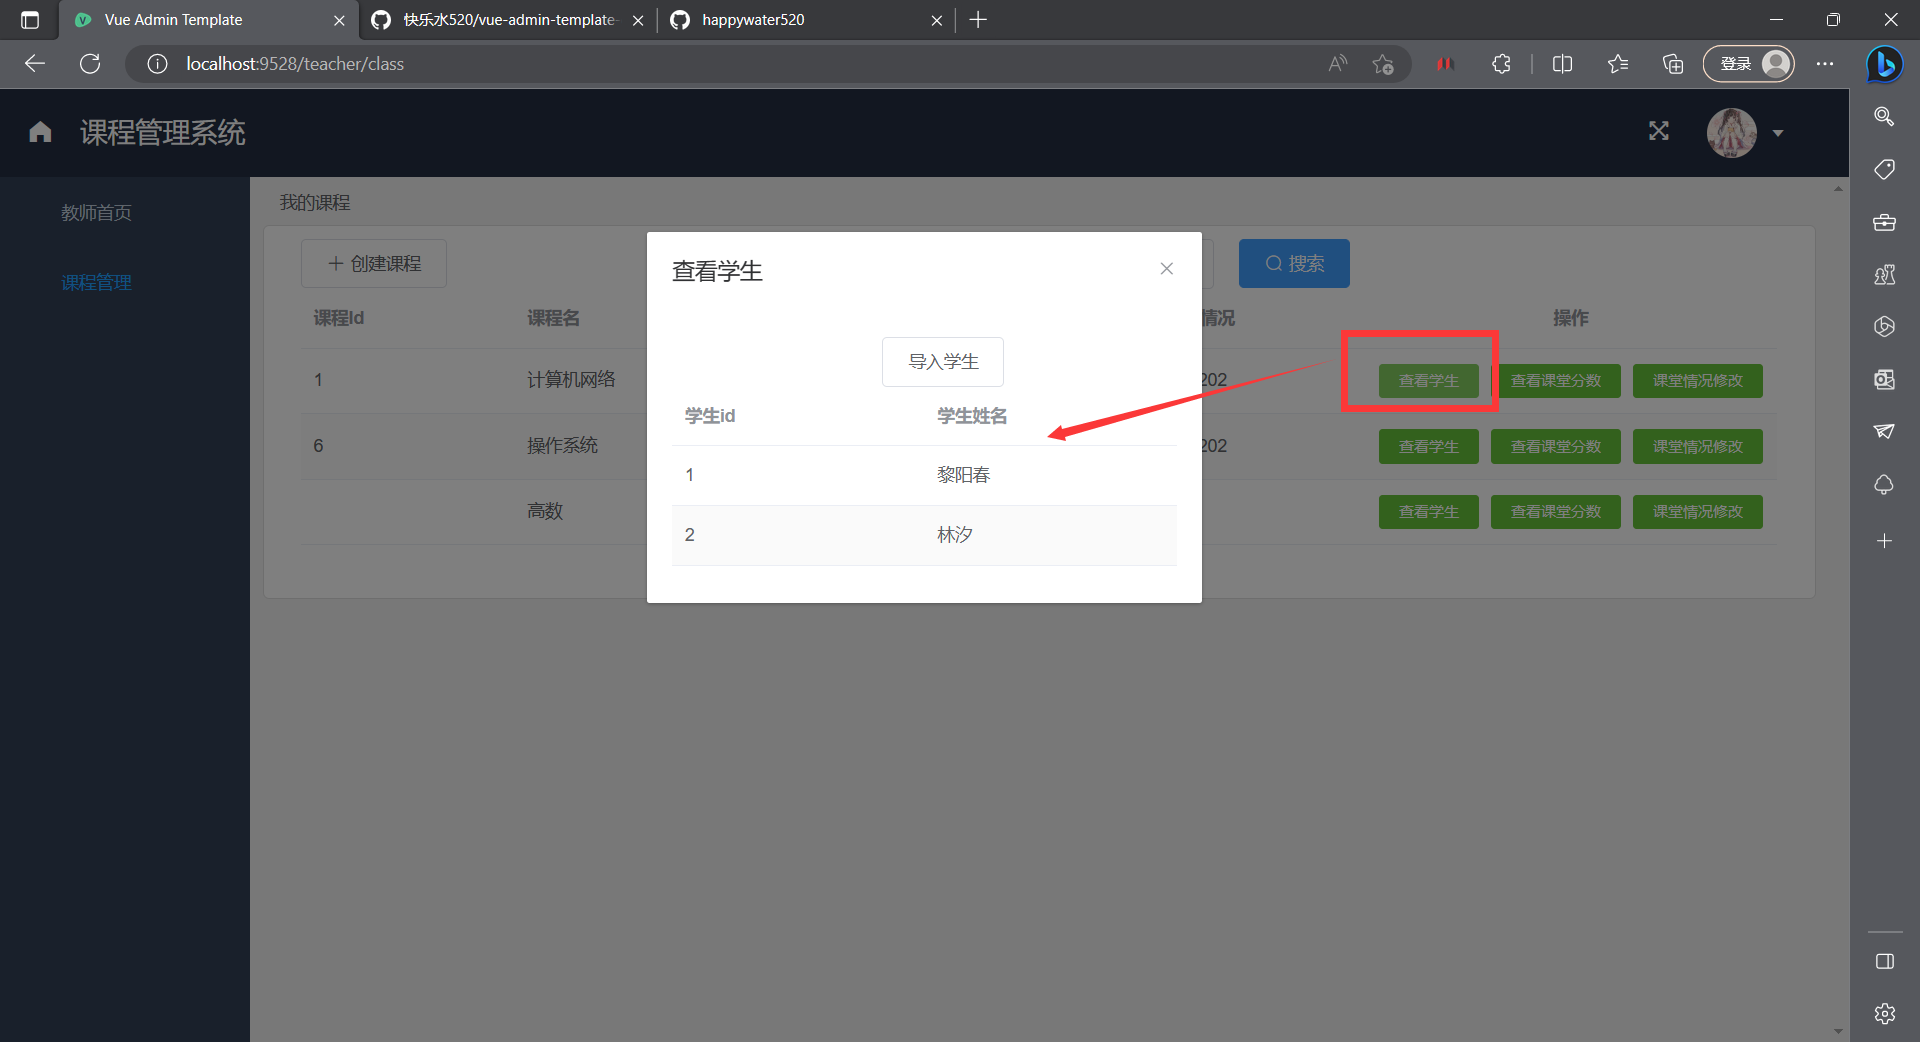 Vue Admin Template
快乐水520/vue-admin-template-
happywater520
localhost:9528/teacher/class
登录
课程管理系统
教师首页
课程管理
我的课程
创建课程
搜索
课程Id 课程名 情况 操作
1 计算机网络 202 查看学生 查看课堂分数 课堂情况修改
6 操作系统 202 查看学生 查看课堂分数 课堂情况修改
高数 查看学生 查看课堂分数 课堂情况修改
查看学生
导入学生
学生id 学生姓名
1 黎阳春
2 林汐